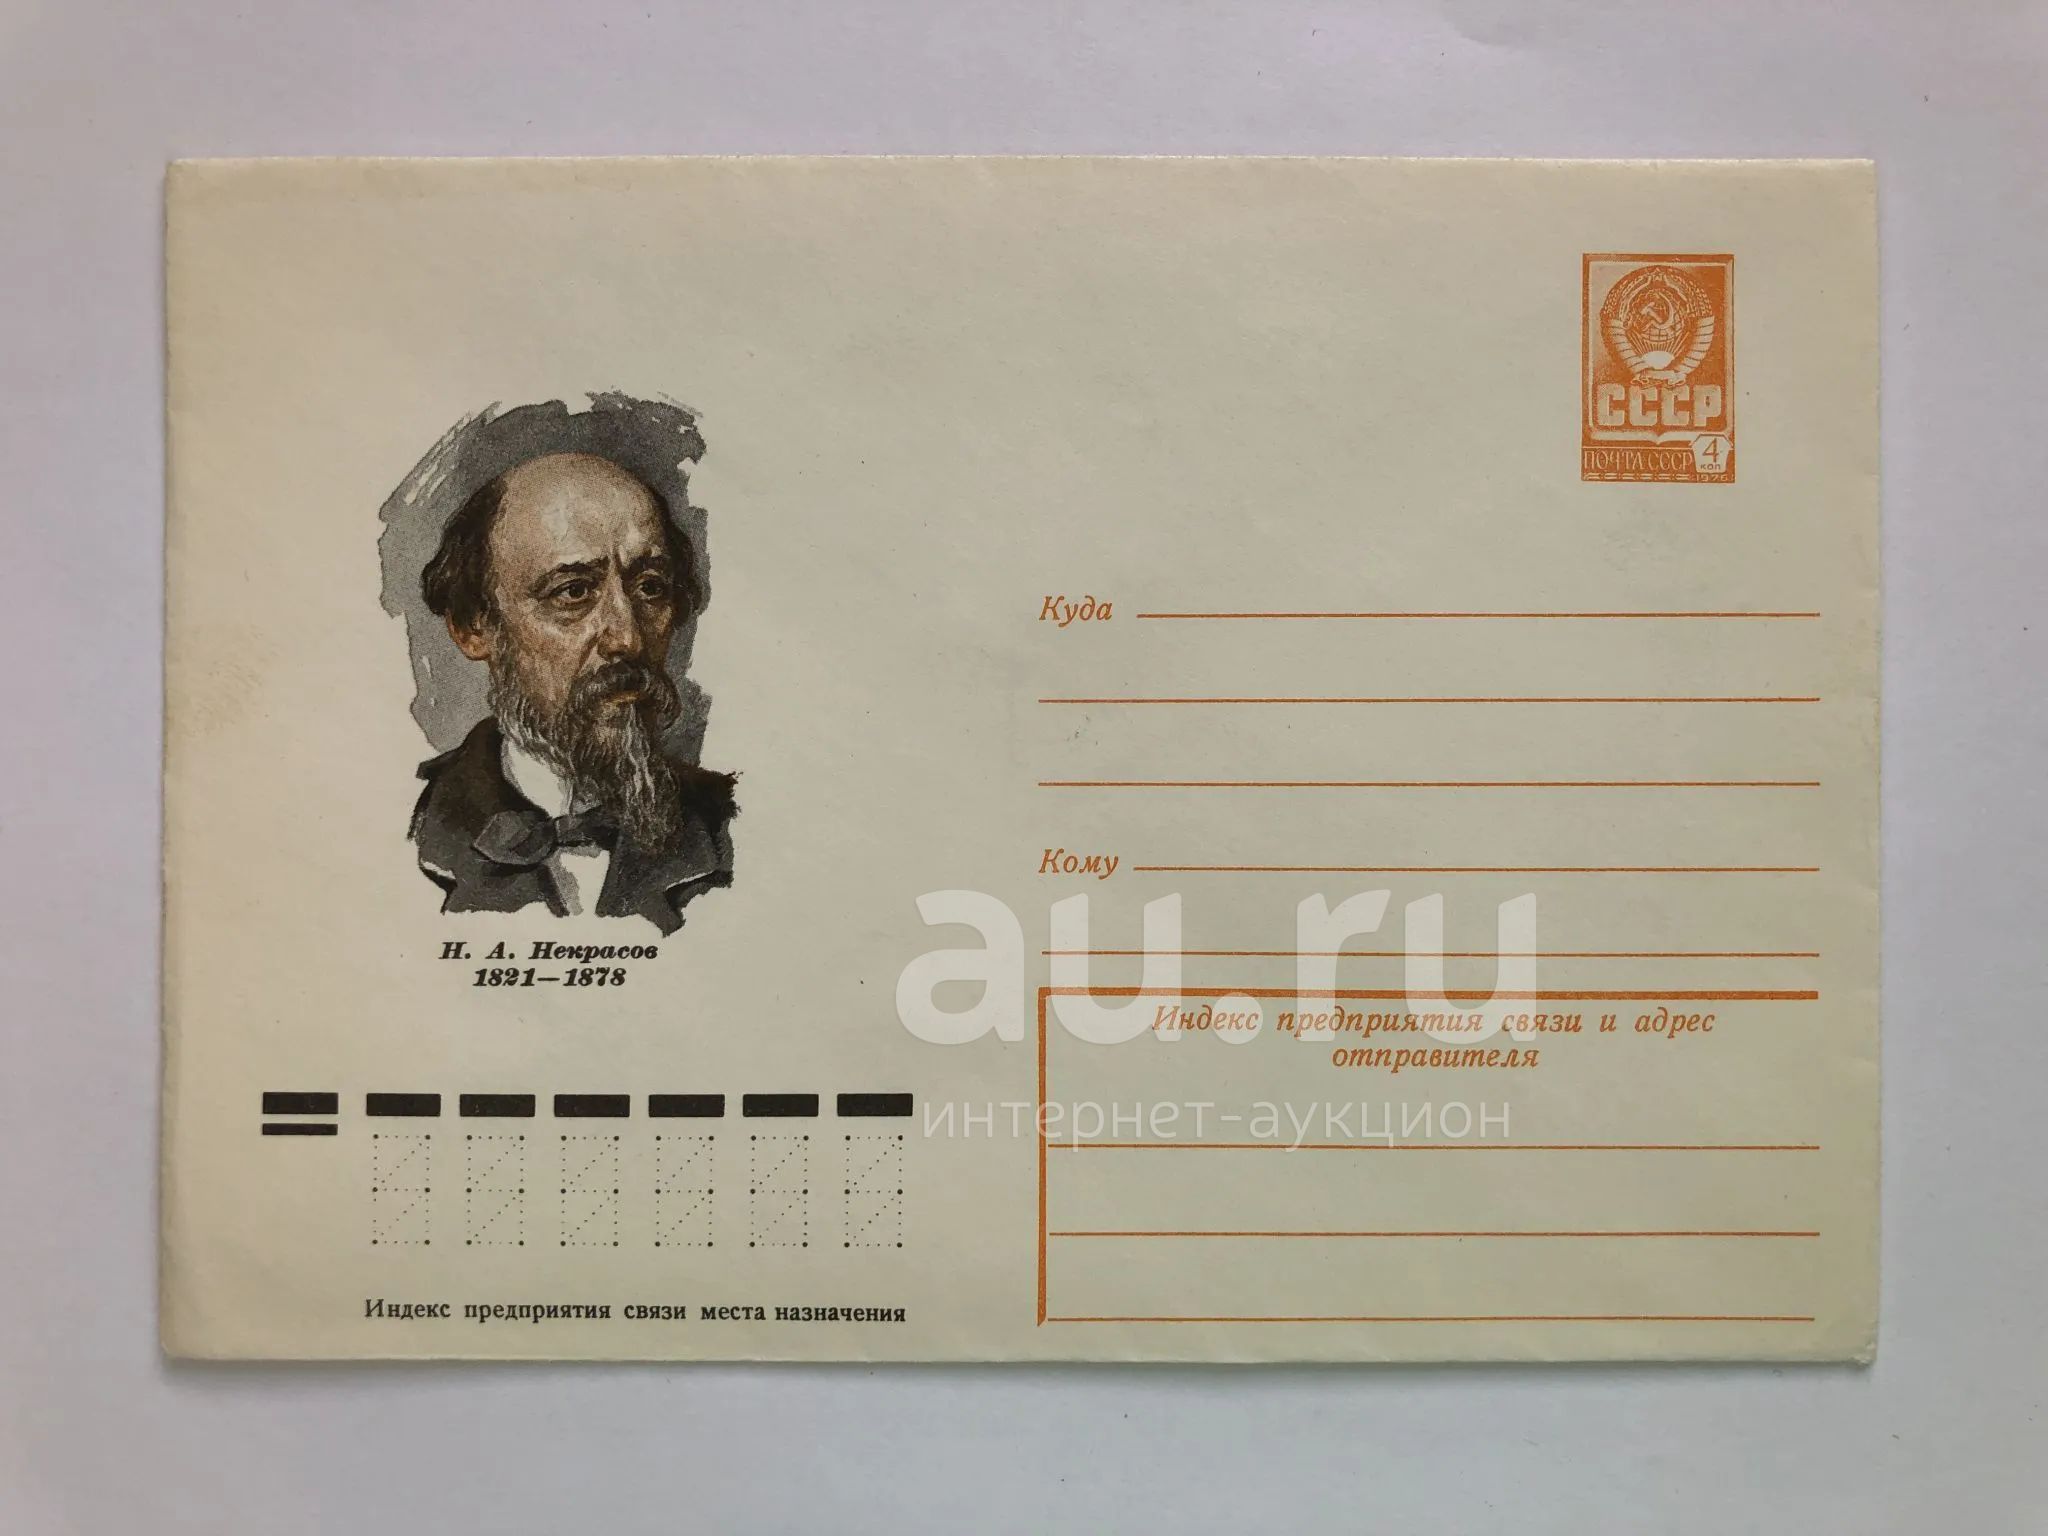 СССР
ПОЧТА СССР 4 коп
1976
Куда
Кому
Н. А. Некрасов
1821—1878
au.ru
интернет-аукцион
Индекс предприятия связи и адрес
отправителя
Индекс предприятия связи места назначения